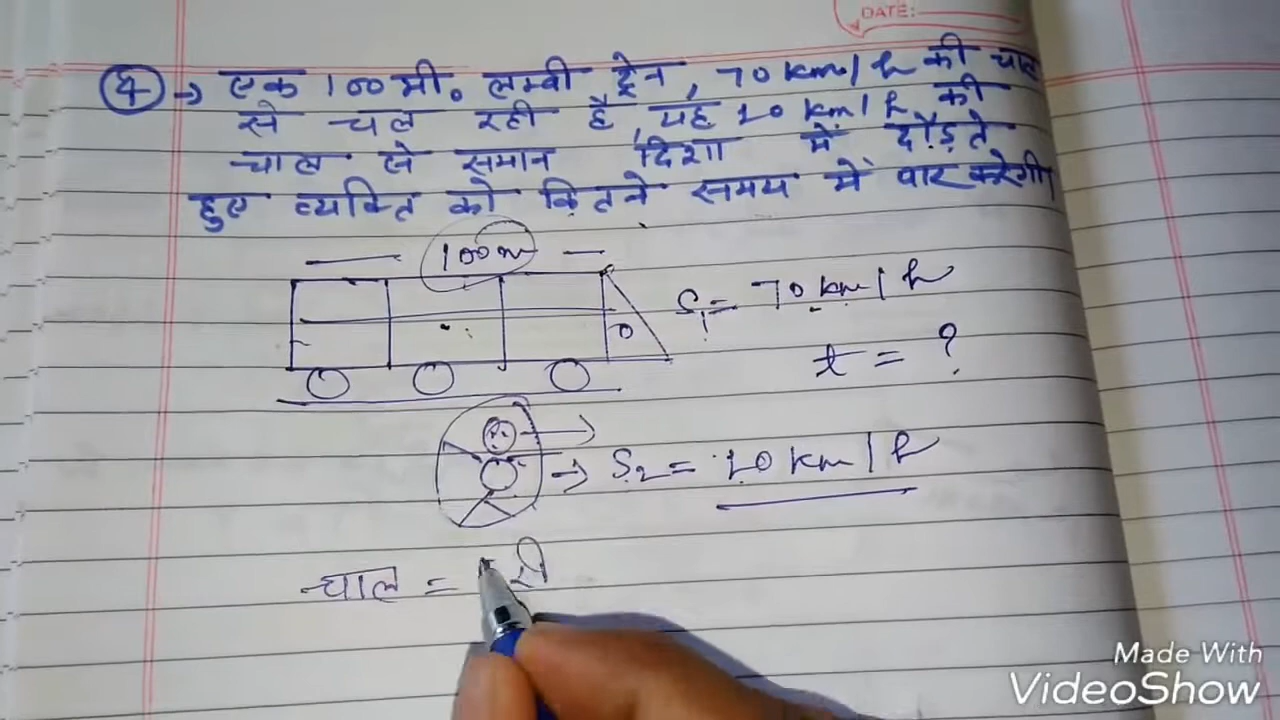 DATE:
4 → एक 100 मी. लम्बी ट्रेन, 70 km/h की चाल
से चल रही है, यह 10 km/h की
चाल से समान दिशा में दौड़ते
हुए व्यक्ति को कितने समय में पार करेगी।
100m
S₁ = 70 km/h
t = ?
→ S₂ = 10 km/h
चाल =
Made With
VideoShow